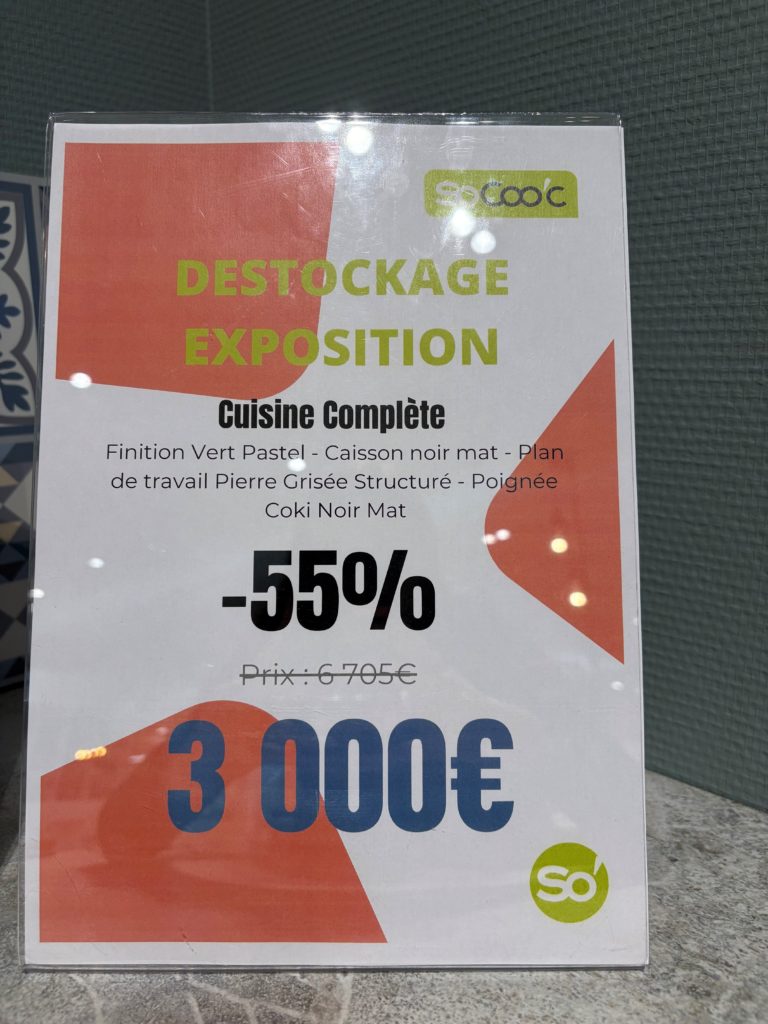 SoCoo'c
DESTOCKAGE
EXPOSITION
Cuisine Complète
Finition Vert Pastel - Caisson noir mat - Plan
de travail Pierre Grisée Structuré - Poignée
Coki Noir Mat
-55%
Prix : 6 705€
3 000€
So'